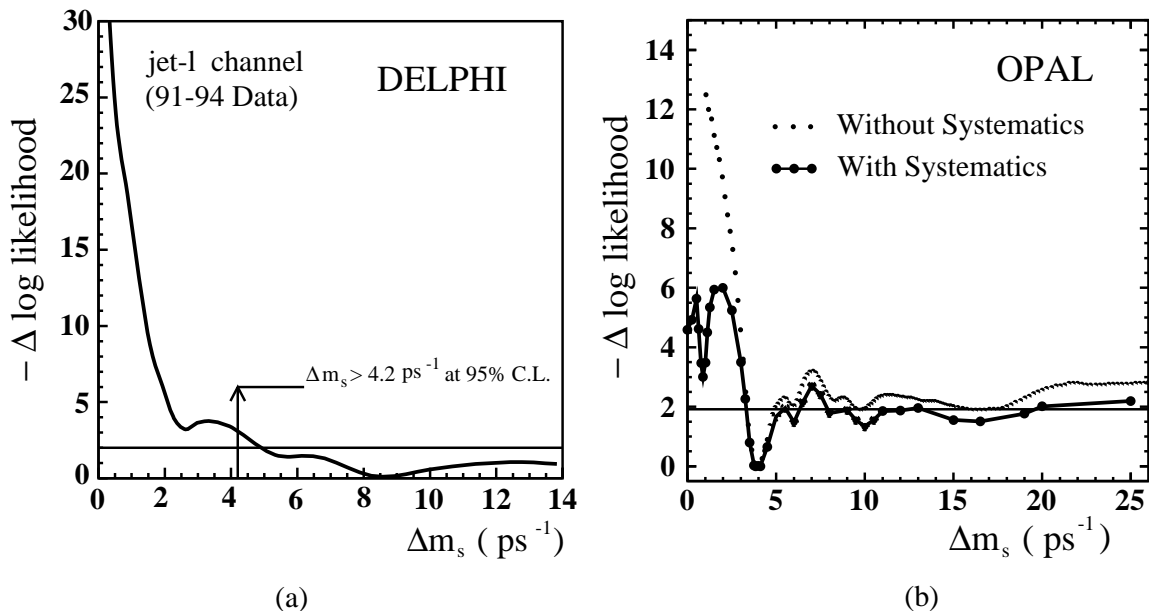 30
25
20
15
10
5
0
0 2 4 6 8 10 12 14
− Δ log likelihood
jet-l channel
(91-94 Data)
DELPHI
Δm_s > 4.2 ps^-1 at 95% C.L.
Δm_s ( ps^-1)
(a)
14
12
10
8
6
4
2
0
0 5 10 15 20 25
− Δ log likelihood
OPAL
Without Systematics
With Systematics
Δm_s ( ps^-1)
(b)